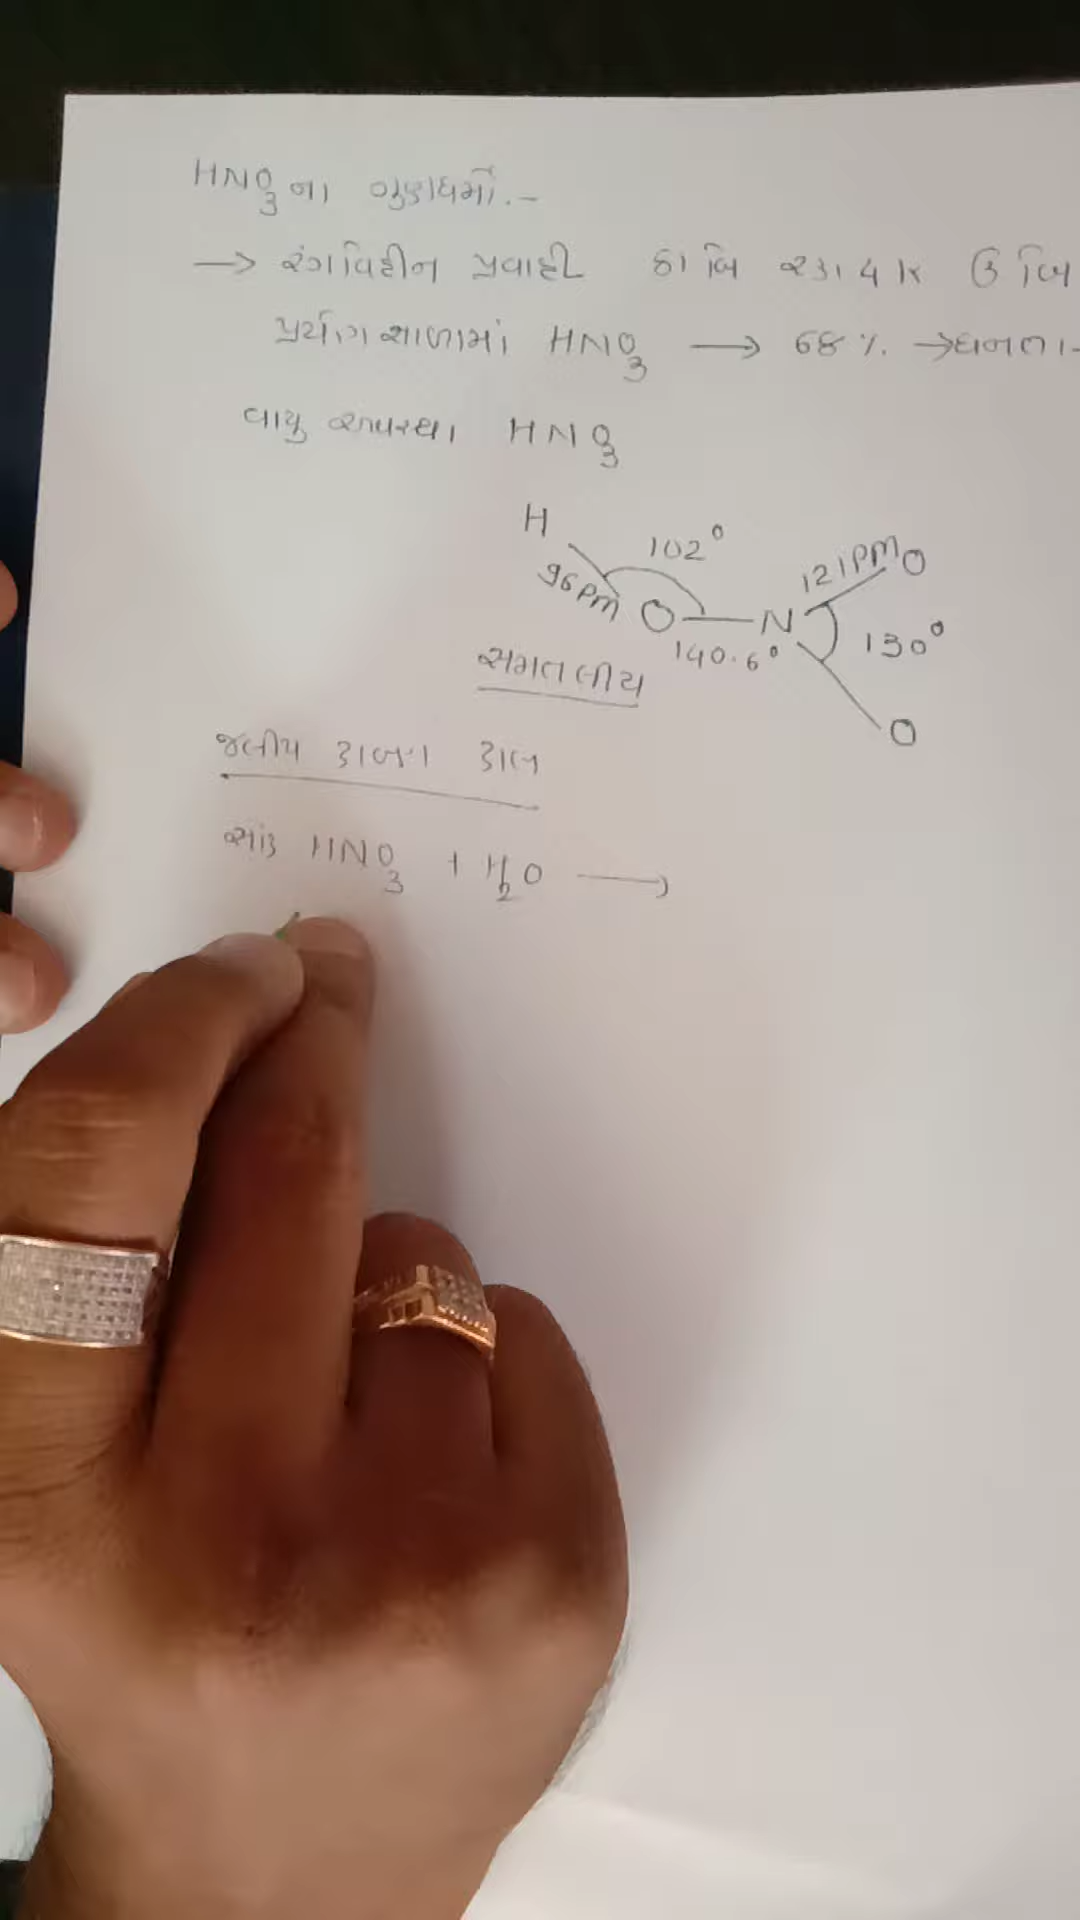 HNO3 ના ગુણધર્મો.-
→ રંગવિહીન પ્રવાહી ઠા બિ ૨૩1.4 K ઉ બિ
પ્રયોગશાળામાં HNO3 → 68 %. → ઘનતા-
વાયુ અવસ્થા HNO3
H 102° 121PM O
96PM O — N 130°
140.6°
સમતલીય
O
જલીય દ્રાવણ
સાંદ્ર HNO3 + H2O →